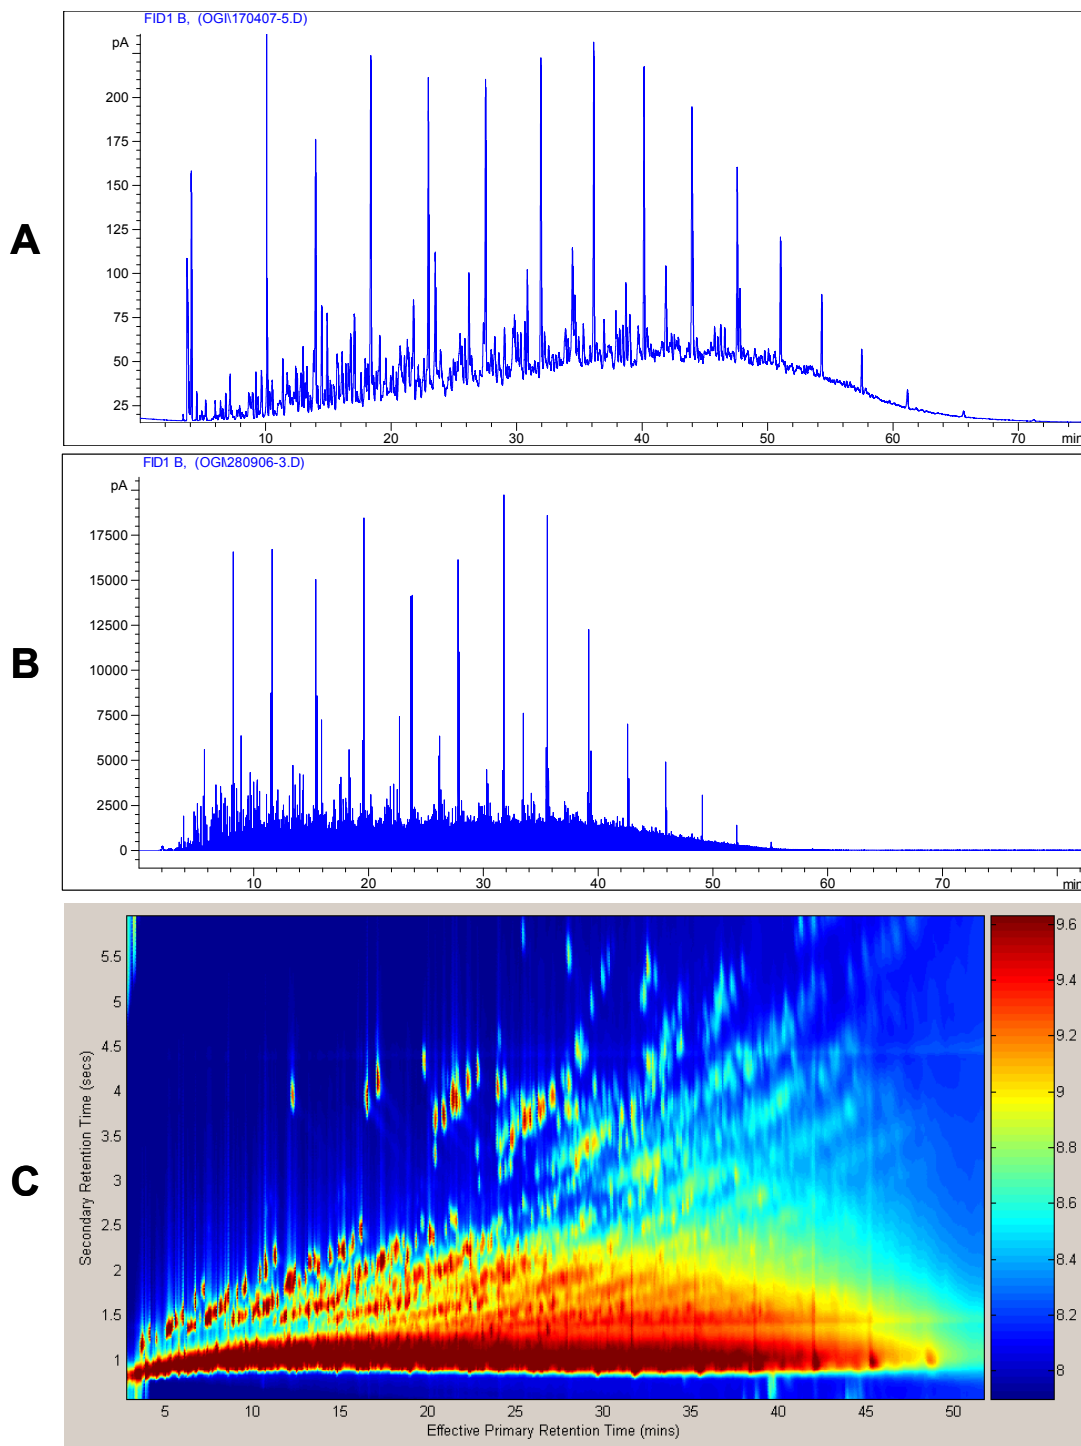 FID1 B, (OGI\170407-5.D)
pA
200
175
150
125
100
75
50
25
10 20 30 40 50 60 70 min
A
FID1 B, (OGI\280906-3.D)
pA
17500
15000
12500
10000
7500
5000
2500
0
10 20 30 40 50 60 70 min
B
5.5
5
4.5
4
3.5
3
2.5
2
1.5
1
Secondary Retention Time (secs)
5 10 15 20 25 30 35 40 45 50
Effective Primary Retention Time (mins)
9.6
9.4
9.2
9
8.8
8.6
8.4
8.2
8
C